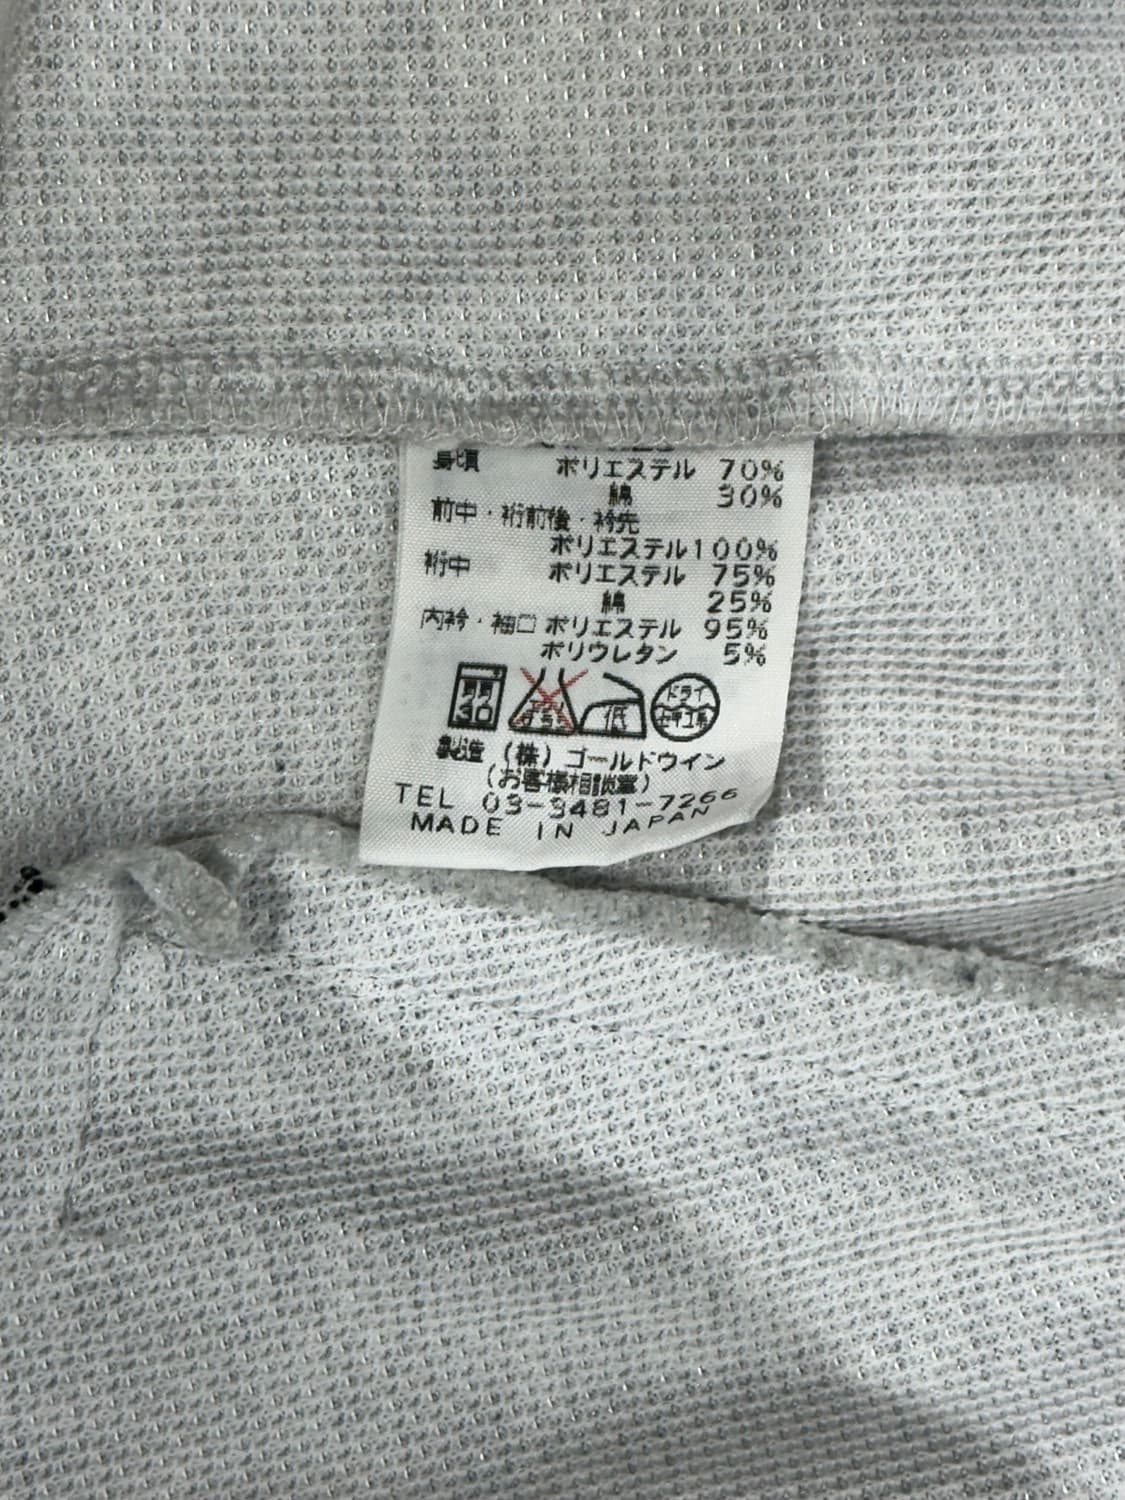 身頃 ポリエステル 70%
綿 30%
前中・裄前後・衿先
ポリエステル100%
裄中 ポリエステル 75%
綿 25%
内衿・袖口 ポリエステル 95%
ポリウレタン 5%
30 低 ドライ
製造 (株)ゴールドウイン
(お客様相談室)
TEL 03-3481-7266
MADE IN JAPAN